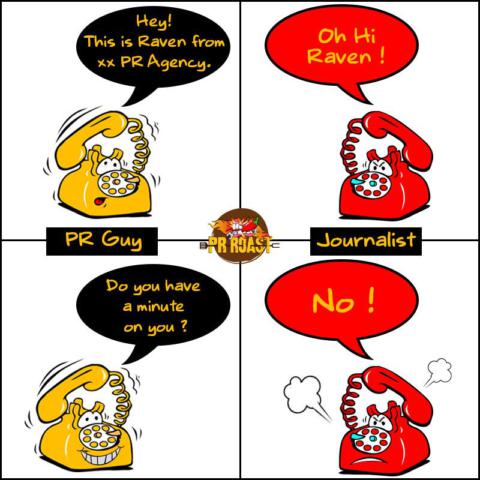 Hey!
This is Raven from
xx PR Agency.
Oh Hi
Raven !
PR Guy
PR ROAST
Journalist
Do you have
a minute
on you ?
No !